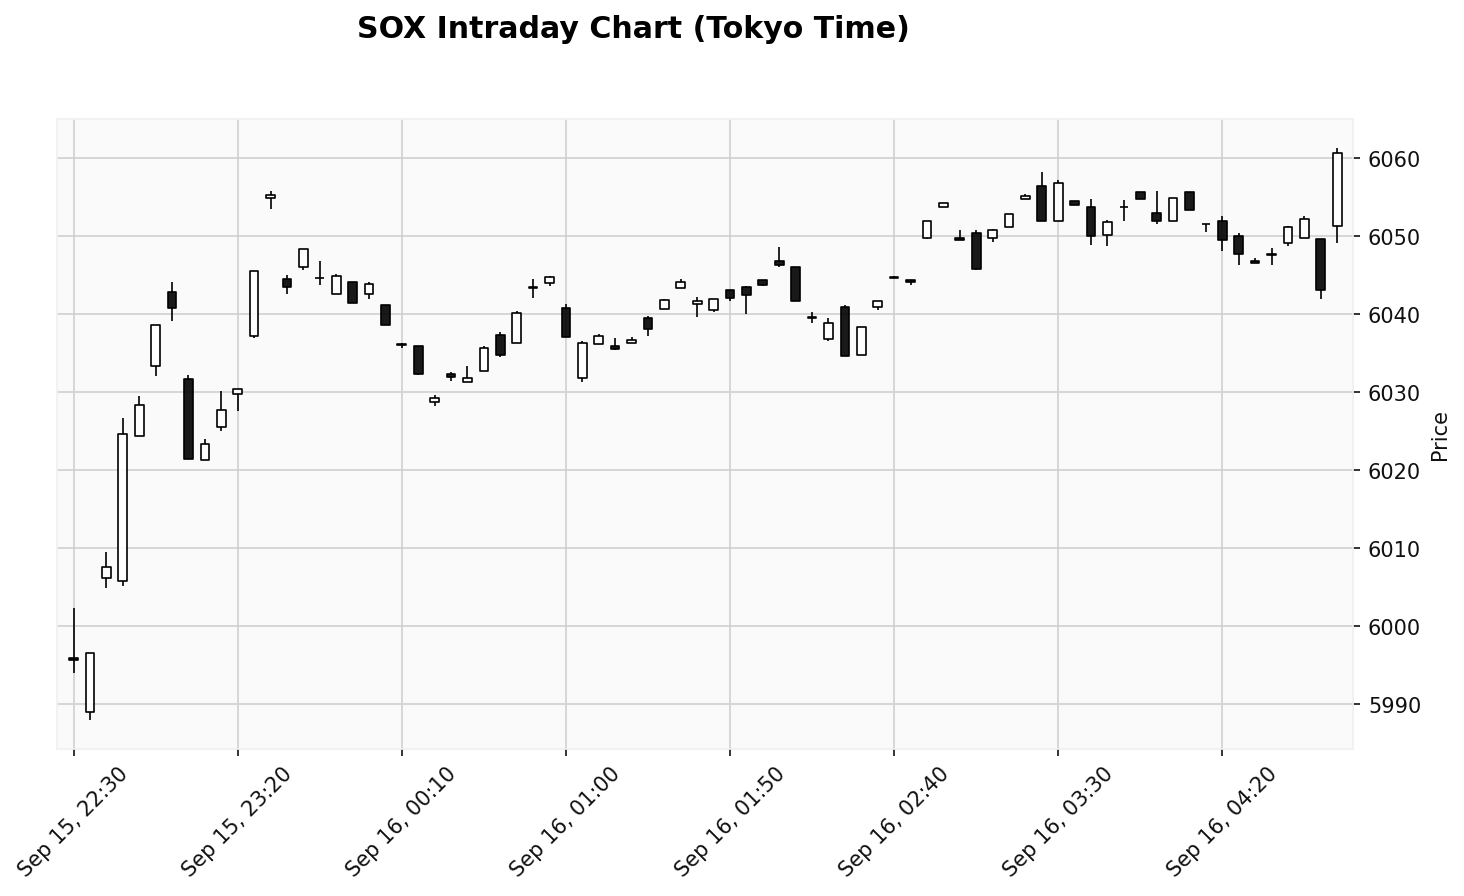 SOX Intraday Chart (Tokyo Time)
6060
6050
6040
6030
6020
6010
6000
5990
Price
Sep 15, 22:30
Sep 15, 23:20
Sep 16, 00:10
Sep 16, 01:00
Sep 16, 01:50
Sep 16, 02:40
Sep 16, 03:30
Sep 16, 04:20